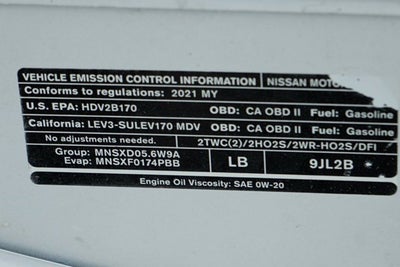 VEHICLE EMISSION CONTROL INFORMATION NISSAN MOTOR
Conforms to regulations: 2021 MY
U.S. EPA: HDV2B170 OBD: CA OBD II Fuel: Gasoline
California: LEV3-SULEV170 MDV OBD: CA OBD II Fuel: Gasoline
No adjustments needed. 2TWC(2)/2HO2S/2WR-HO2S/DFI
Group: MNSXD05.6W9A LB 9JL2B
Evap: MNSXF0174PBB
Engine Oil Viscosity: SAE 0W-20